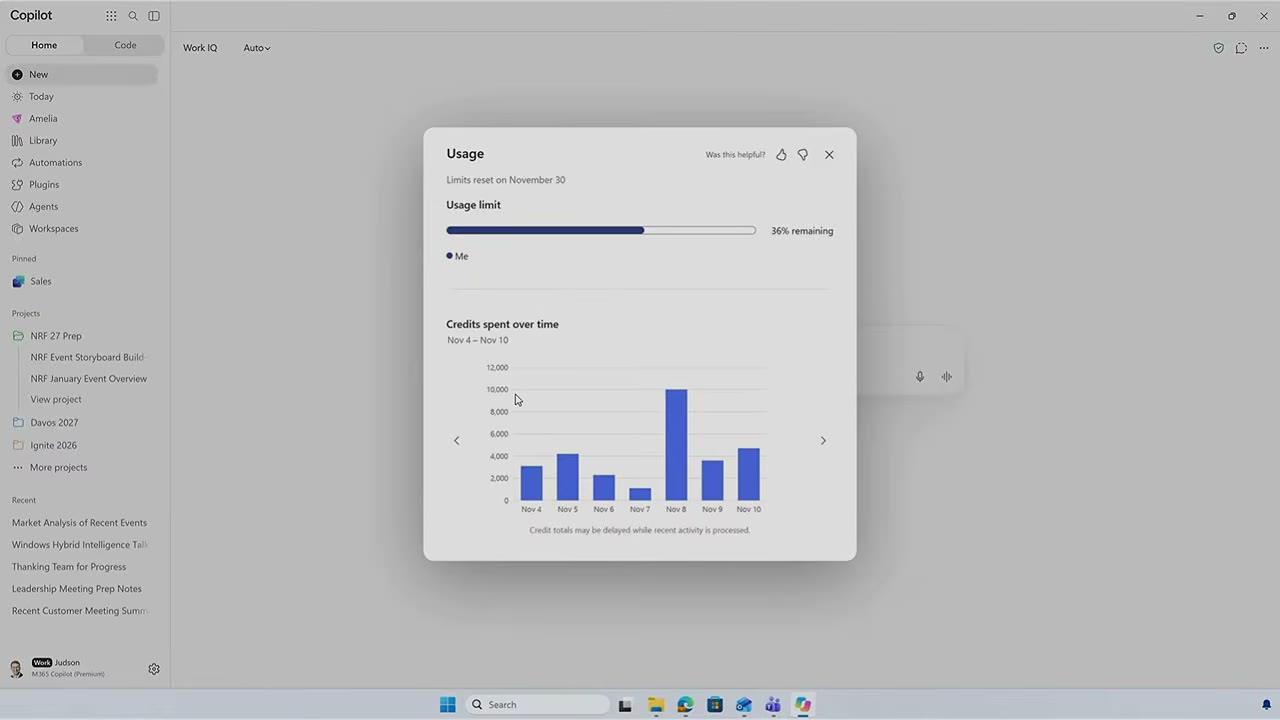 Copilot
Home
Code
Work IQ
Auto
New
Today
Amelia
Library
Automations
Plugins
Agents
Workspaces
Pinned
Sales
Projects
NRF 27 Prep
NRF Event Storyboard Build-
NRF January Event Overview
View project
Davos 2027
Ignite 2026
More projects
Recent
Market Analysis of Recent Events
Windows Hybrid Intelligence Talk
Thanking Team for Progress
Leadership Meeting Prep Notes
Recent Customer Meeting Summ
Work Judson
M365 Copilot (Premium)
Usage
Was this helpful?
Limits reset on November 30
Usage limit
36% remaining
Me
Credits spent over time
Nov 4 – Nov 10
12,000
10,000
8,000
6,000
4,000
2,000
0
Nov 4 Nov 5 Nov 6 Nov 7 Nov 8 Nov 9 Nov 10
Credit totals may be delayed while recent activity is processed.
Search